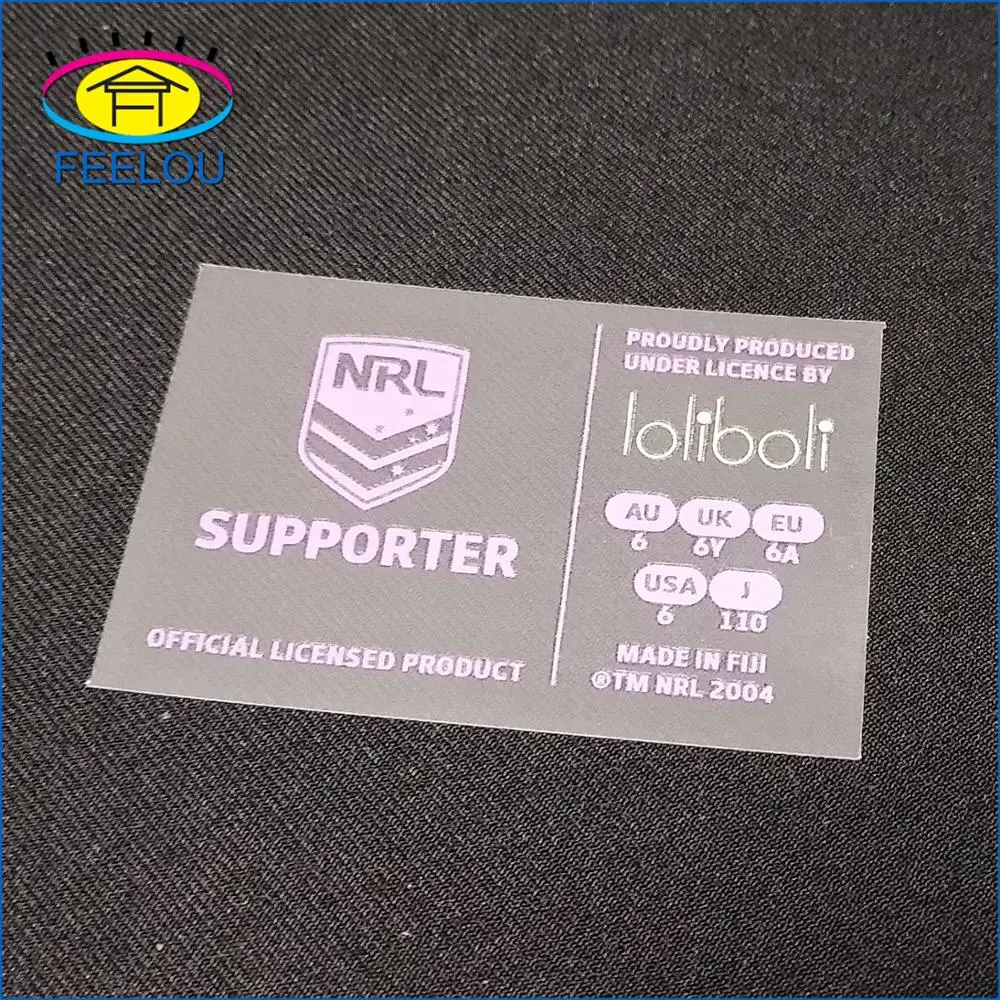 FEELOU
NRL
SUPPORTER
OFFICIAL LICENSED PRODUCT
PROUDLY PRODUCED
UNDER LICENCE BY
loliboli
AU UK EU
6 6Y 6A
USA J
6 110
MADE IN FIJI
®TM NRL 2004